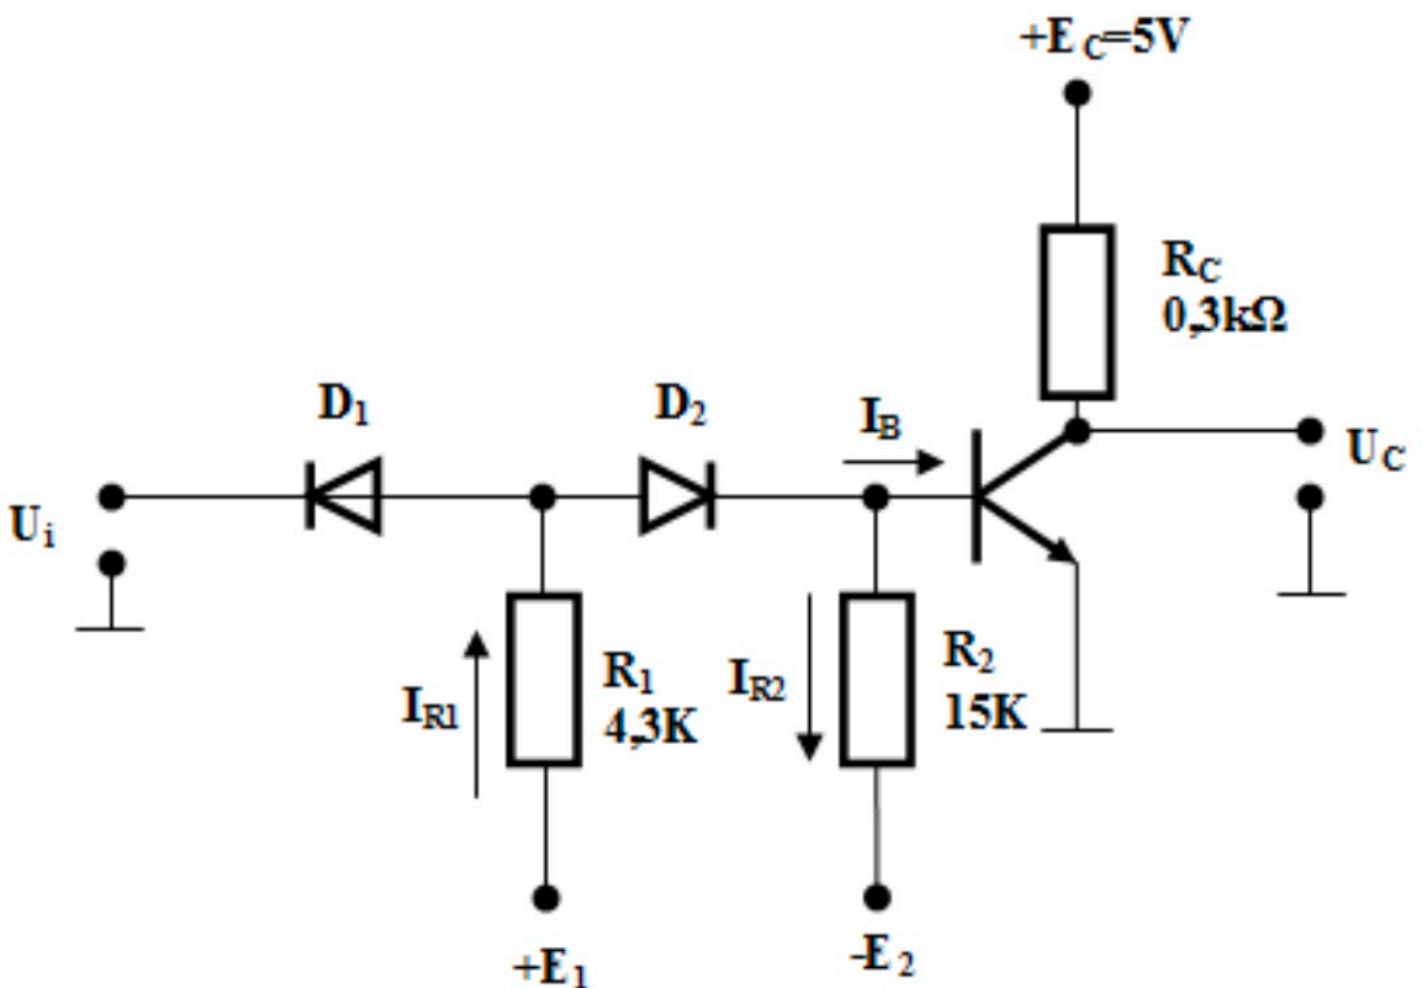 +E C=5V
RC
0,3kΩ
D1
D2
IB
UC
Ui
IR1
R1
4,3K
IR2
R2
15K
+E1
-E2